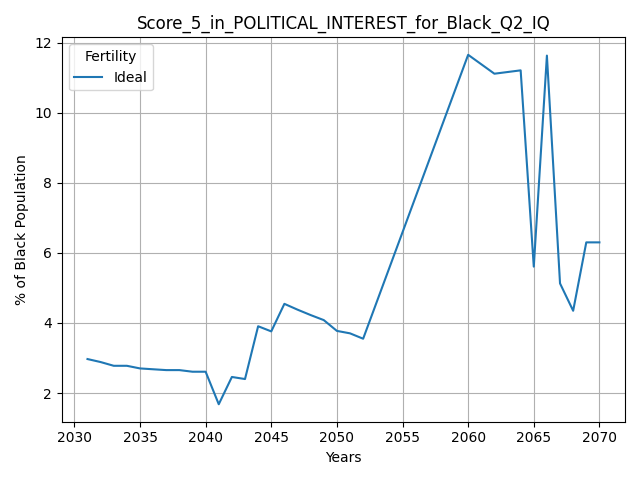 Score_5_in_POLITICAL_INTEREST_for_Black_Q2_IQ
Fertility
Ideal
% of Black Population
12
10
8
6
4
2
2030 2035 2040 2045 2050 2055 2060 2065 2070
Years